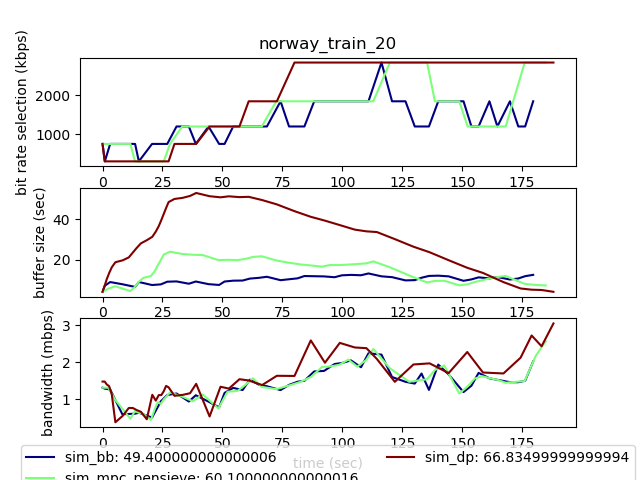 norway_train_20
bit rate selection (kbps)
2000
1000
0 25 50 75 100 125 150 175
buffer size (sec)
40
20
0 25 50 75 100 125 150 175
bandwidth (mbps)
3
2
1
0 25 50 75 100 125 150 175
time (sec)
sim_bb: 49.400000000000006
sim_dp: 66.83499999999994
sim_mpc_pensieve: 60.100000000000016